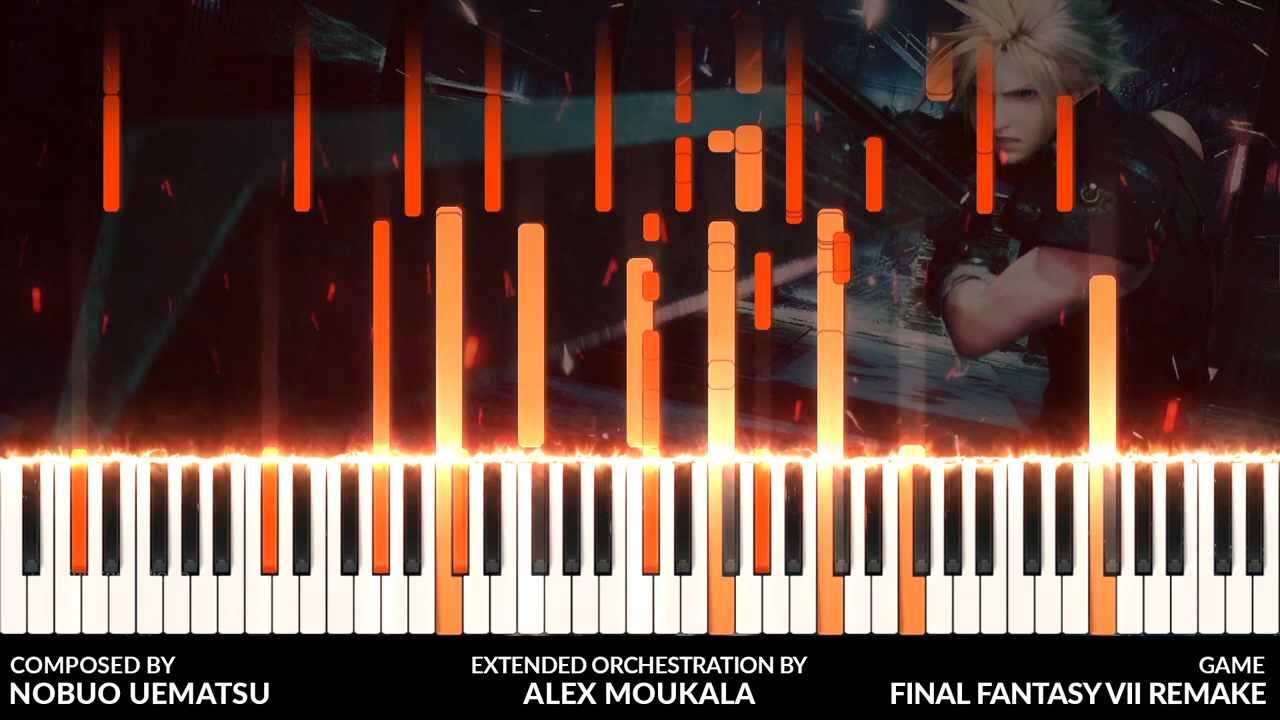 COMPOSED BY
NOBUO UEMATSU
EXTENDED ORCHESTRATION BY
ALEX MOUKALA
GAME
FINAL FANTASY VII REMAKE